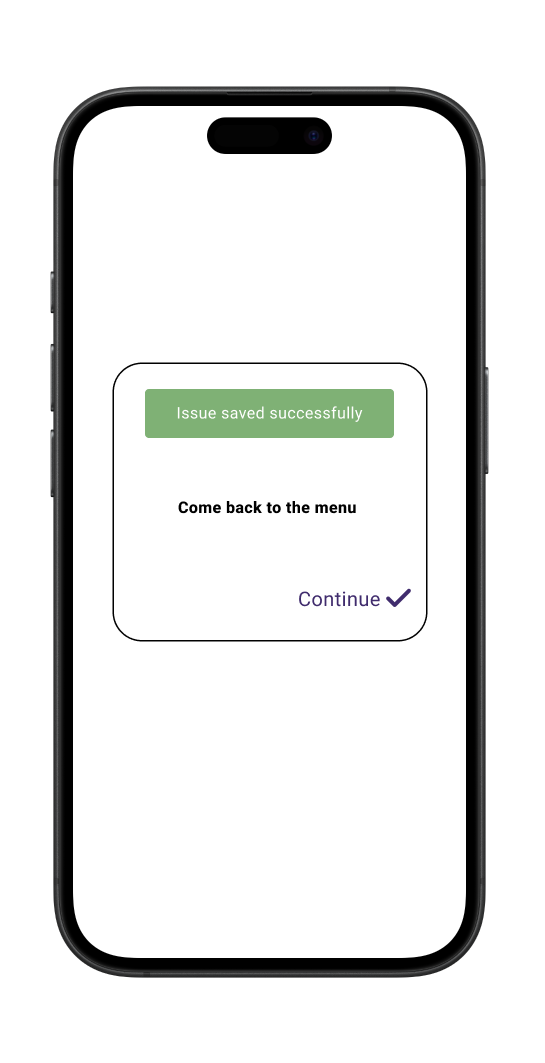 Issue saved successfully
Come back to the menu
Continue